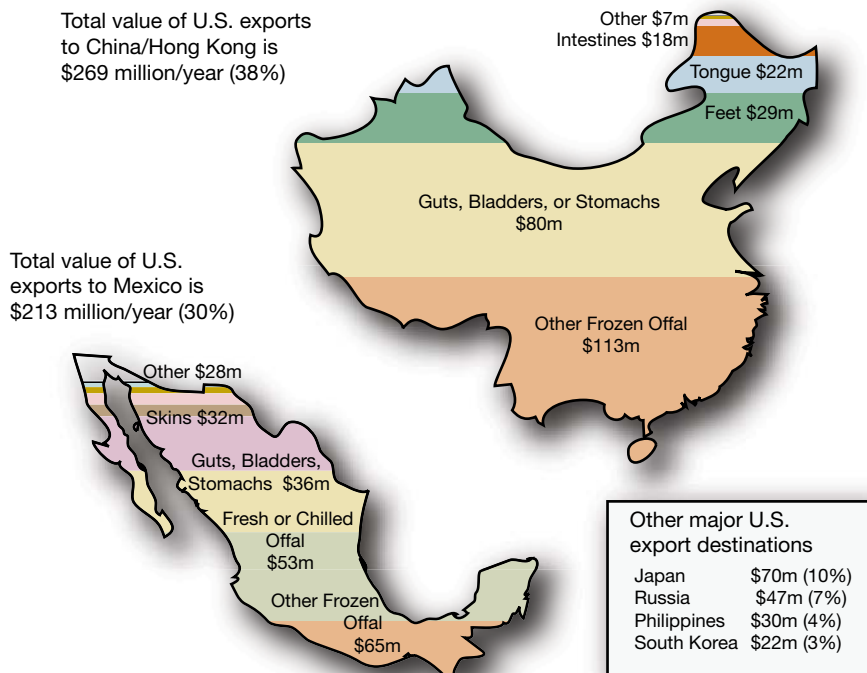 Total value of U.S. exports
to China/Hong Kong is
$269 million/year (38%)
Other $7m
Intestines $18m
Tongue $22m
Feet $29m
Guts, Bladders, or Stomachs
$80m
Other Frozen Offal
$113m
Total value of U.S.
exports to Mexico is
$213 million/year (30%)
Other $28m
Skins $32m
Guts, Bladders,
Stomachs $36m
Fresh or Chilled
Offal
$53m
Other Frozen
Offal
$65m
Other major U.S.
export destinations
Japan $70m (10%)
Russia $47m (7%)
Philippines $30m (4%)
South Korea $22m (3%)